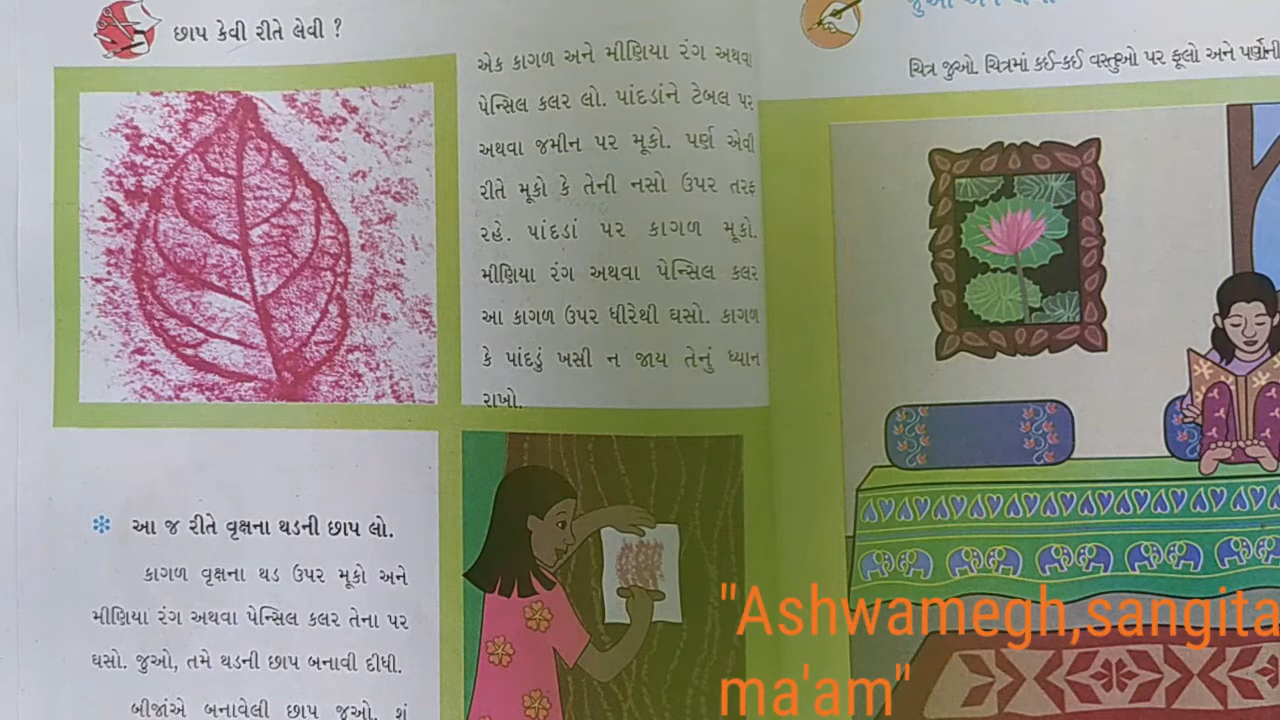 છાપ કેવી રીતે લેવી ?
એક કાગળ અને મીણિયા રંગ અથવા
પેન્સિલ કલર લો. પાંદડાંને ટેબલ પર
અથવા જમીન પર મૂકો. પર્ણ એવી
રીતે મૂકો કે તેની નસો ઉપર તરફ
રહે. પાંદડાં પર કાગળ મૂકો.
મીણિયા રંગ અથવા પેન્સિલ કલર
આ કાગળ ઉપર ધીરેથી ઘસો. કાગળ
કે પાંદડું ખસી ન જાય તેનું ધ્યાન
રાખો.
આ જ રીતે વૃક્ષના થડની છાપ લો.
કાગળ વૃક્ષના થડ ઉપર મૂકો અને
મીણિયા રંગ અથવા પેન્સિલ કલર તેના પર
ઘસો. જુઓ, તમે થડની છાપ બનાવી દીધી.
બીજાંએ બનાવેલી છાપ જુઓ. શું
ચિત્ર જુઓ. ચિત્રમાં કઈ-કઈ વસ્તુઓ પર ફૂલો અને પર્ણોની
"Ashwamegh,sangita
ma'am"